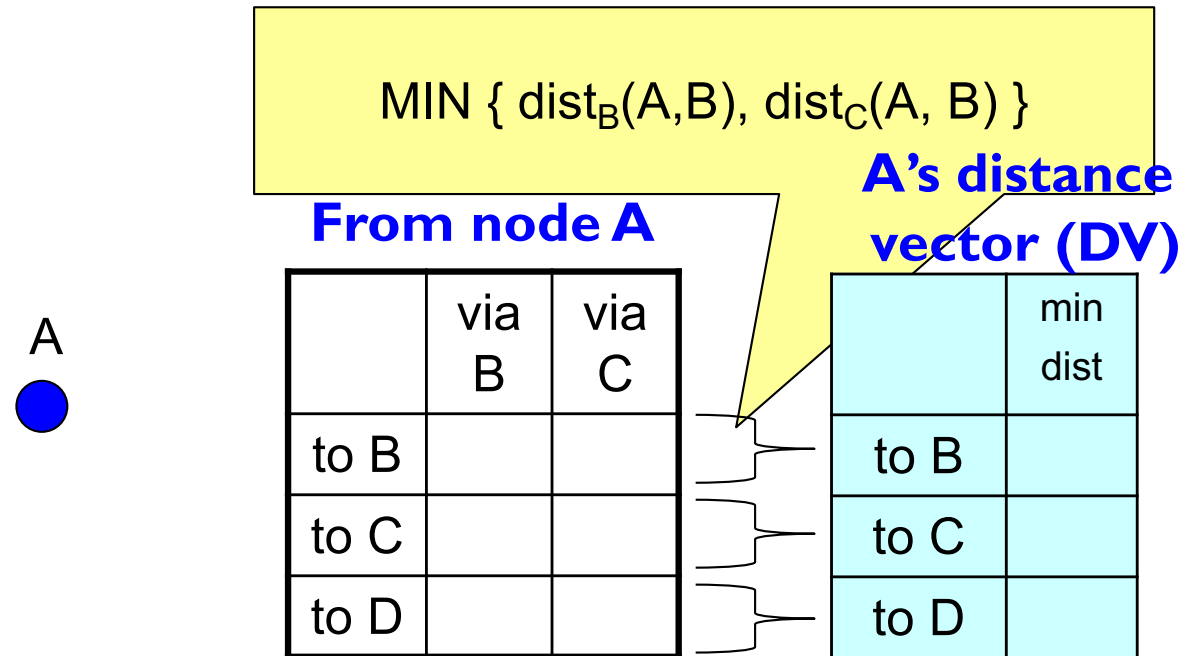 MIN { dist_B(A,B), dist_C(A, B) }
A's distance
vector (DV)
From node A
A
via
B
via
C
to B
to C
to D
min
dist
to B
to C
to D